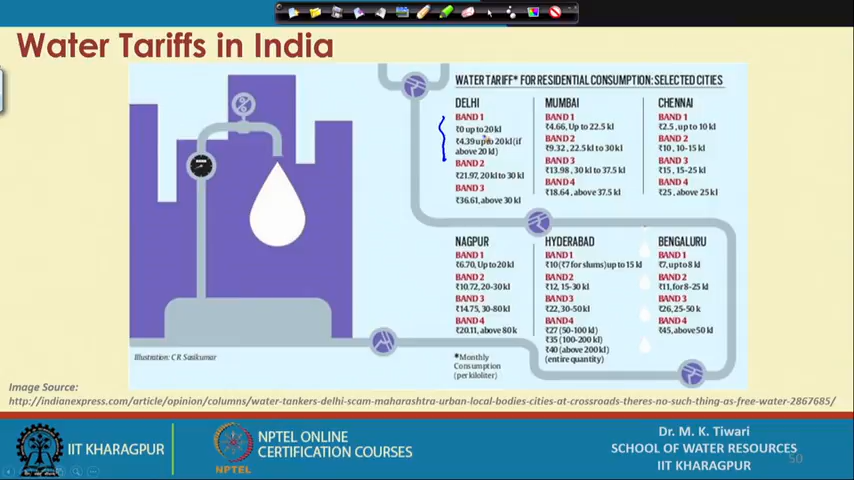 Water Tariffs in India
WATER TARIFF* FOR RESIDENTIAL CONSUMPTION: SELECTED CITIES
DELHI
BAND 1
₹0 up to 20kl
₹4.39 up to 20kl (if
above 20 kl)
BAND 2
₹21.97, 20kl to 30 kl
BAND 3
₹36.61, above 30 kl
MUMBAI
BAND 1
₹4.66, Up to 22.5 kl
BAND 2
₹9.32, 22.5 kl to 30 kl
BAND 3
₹13.98, 30 kl to 37.5 kl
BAND 4
₹18.64, above 37.5 kl
CHENNAI
BAND 1
₹2.5, up to 10 kl
BAND 2
₹10, 10-15 kl
BAND 3
₹15, 15-25 kl
BAND 4
₹25, above 25 kl
NAGPUR
BAND 1
₹6.70, Up to 20 kl
BAND 2
₹10.72, 20-30 kl
BAND 3
₹14.75, 30-80 kl
BAND 4
₹20.11, above 80 k
HYDERABAD
BAND 1
₹10 (₹7 for slums) up to 15 kl
BAND 2
₹12, 15-30 kl
BAND 3
₹22, 30-50 kl
BAND 4
₹27 (50-100 kl)
₹35 (100-200 kl)
₹40 (above 200 kl)
(entire quantity)
BENGALURU
BAND 1
₹7, up to 8 kl
BAND 2
₹11, for 8-25 kl
BAND 3
₹26, 25-50 k
BAND 4
₹45, above 50 kl
*Monthly
Consumption
(per kiloliter)
Illustration: C R Sasikumar
Image Source:
http://indianexpress.com/article/opinion/columns/water-tankers-delhi-scam-maharashtra-urban-local-bodies-cities-at-crossroads-theres-no-such-thing-as-free-water-2867685/
IIT KHARAGPUR
NPTEL
NPTEL ONLINE
CERTIFICATION COURSES
Dr. M. K. Tiwari
SCHOOL OF WATER RESOURCES
IIT KHARAGPUR
50